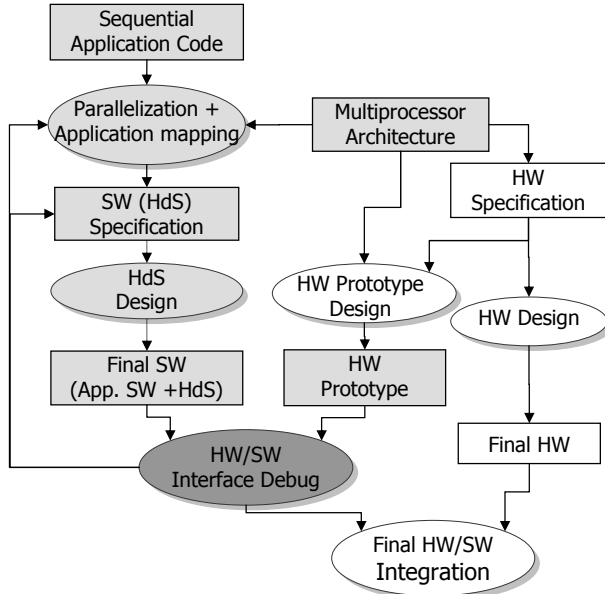 Sequential
Application Code
Parallelization +
Application mapping
Multiprocessor
Architecture
SW (HdS)
Specification
HW
Specification
HdS
Design
HW Prototype
Design
HW Design
Final SW
(App. SW +HdS)
HW
Prototype
HW/SW
Interface Debug
Final HW
Final HW/SW
Integration